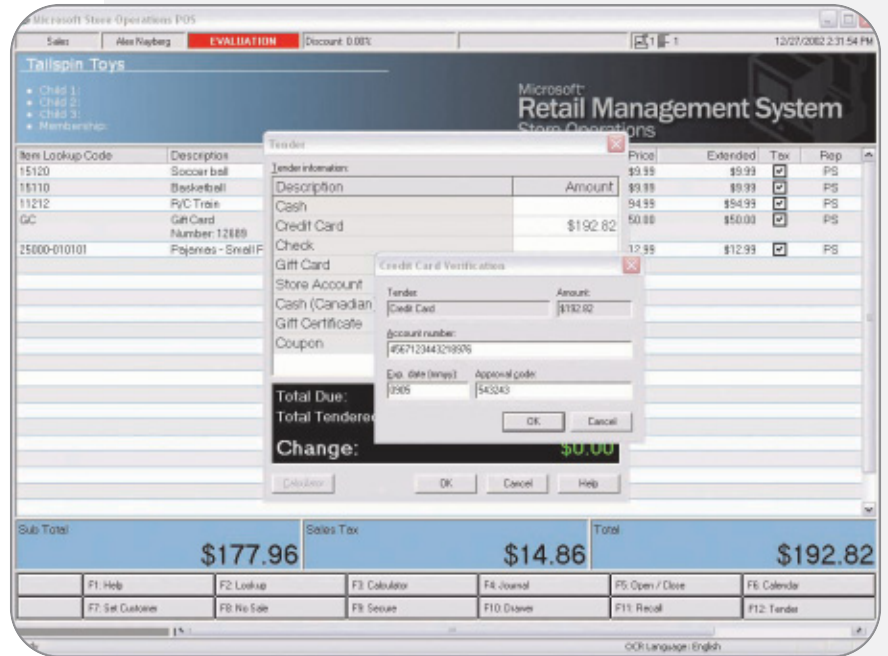 Microsoft Store Operations POS
Sales Alex Nayberg EVALUATION Discount: 0.00% 1 1 12/27/2002 2:31:54 PM
Tailspin Toys
• Child 1:
• Child 2:
• Child 3:
• Membership:
Microsoft
Retail Management System
Store Operations
Item Lookup Code Description Price Extended Tax Rep
15120 Soccer ball $9.99 $9.99 PS
15110 Basketball $9.99 $9.99 PS
11212 R/C Train 94.99 $94.99 PS
GC Gift Card 50.00 $50.00 PS
Number: 12689
25000-010101 Pajamas - Small F 12.99 $12.99 PS
Tender
Tender information:
Description Amount
Cash
Credit Card $192.82
Check
Gift Card
Store Account
Cash (Canadian)
Gift Certificate
Coupon
Total Due:
Total Tendered
Change: $0.00
Calculator OK Cancel Help
Credit Card Verification
Tender: Amount:
Credit Card $192.82
Account number:
4567123443218976
Exp. date (mmyy): Approval code:
0905 543243
OK Cancel
Sub Total Sales Tax Total
$177.96 $14.86 $192.82
F1: Help F2: Lookup F3: Calculator F4: Journal F5: Open / Close F6: Calendar
F7: Set Customer F8: No Sale F9: Secure F10: Drawer F11: Recall F12: Tender
OCR Language: English